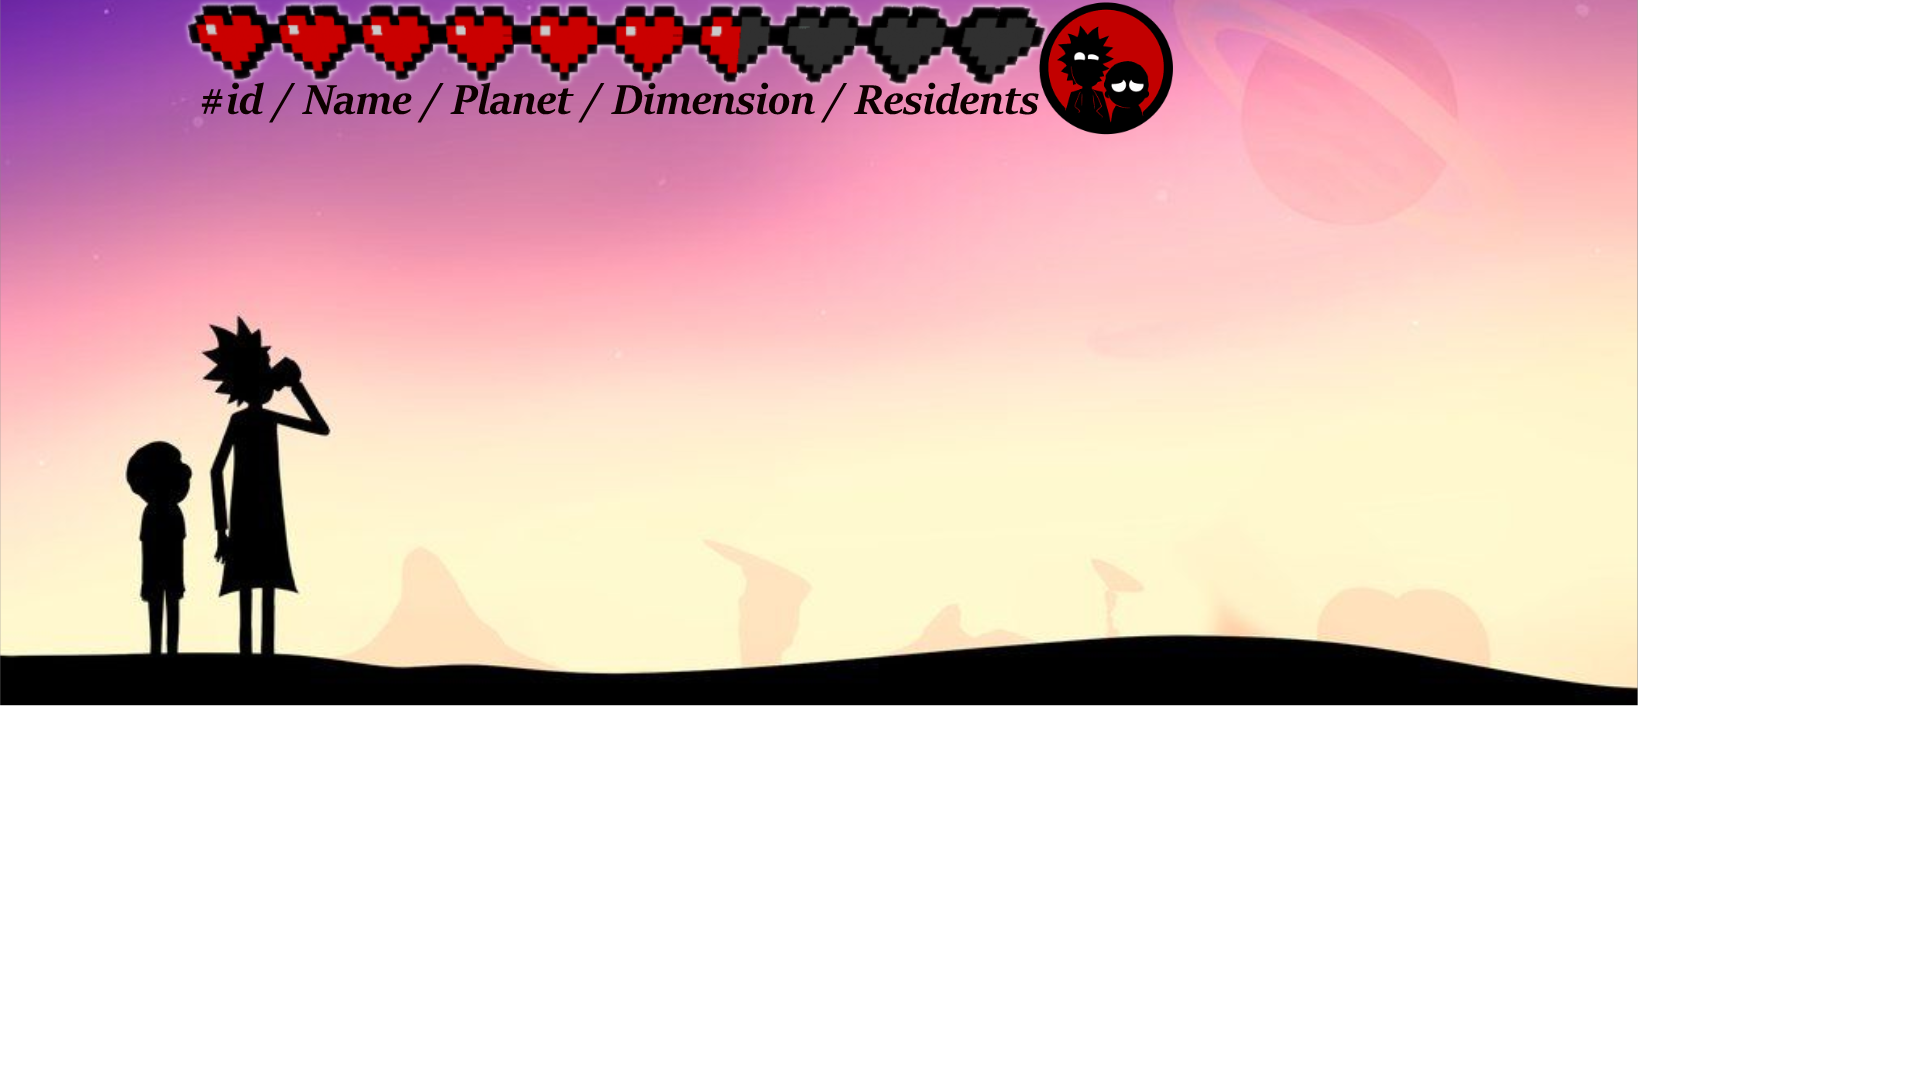 #id / Name / Planet / Dimension / Residents